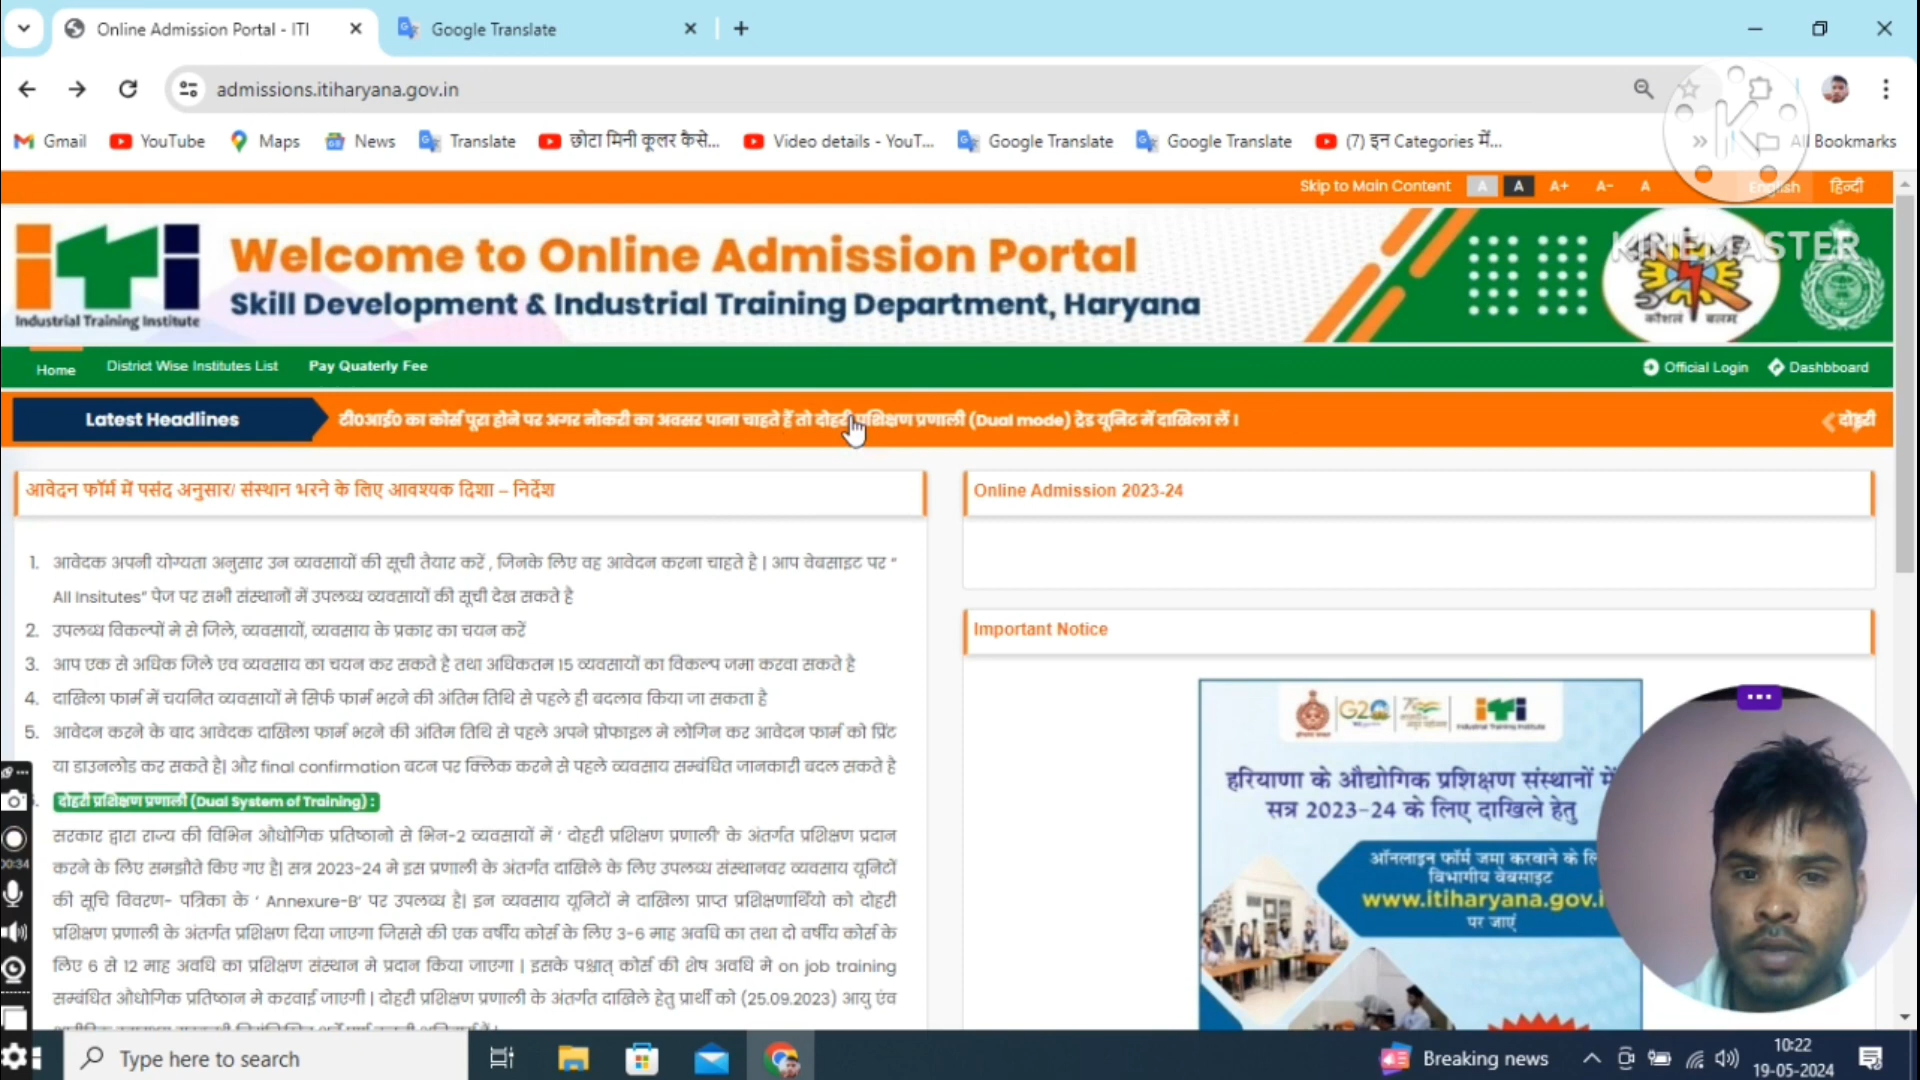 Online Admission Portal - ITI
Google Translate
admissions.itiharyana.gov.in
Gmail
YouTube
Maps
News
Translate
छोटा मिनी कूलर कैसे...
Video details - YouT...
Google Translate
Google Translate
(7) इन Categories में...
All Bookmarks
Skip to Main Content A A A+ A- A English हिन्दी
KINEMASTER
Industrial Training Institute
Welcome to Online Admission Portal
Skill Development & Industrial Training Department, Haryana
कौशलं बलम
Home
District Wise Institutes List
Pay Quaterly Fee
Official Login
Dashbboard
Latest Headlines
टी0आई0 का कोर्स पूरा होने पर अगर नौकरी का अवसर पाना चाहते हैं तो दोहरी प्रशिक्षण प्रणाली (Dual mode) ट्रेड यूनिट में दाखिला लें ।
दोहरी
आवेदन फॉर्म में पसंद अनुसार/ संस्थान भरने के लिए आवश्यक दिशा – निर्देश
1. आवेदक अपनी योग्यता अनुसार उन व्यवसायों की सूची तैयार करें , जिनके लिए वह आवेदन करना चाहते है | आप वेबसाइट पर "
All Insitutes" पेज पर सभी संस्थानों में उपलब्ध व्यवसायों की सूची देख सकते है
2. उपलब्ध विकल्पों मे से जिले, व्यवसायों, व्यवसाय के प्रकार का चयन करें
3. आप एक से अधिक जिले एव व्यवसाय का चयन कर सकते है तथा अधिकतम 15 व्यवसायों का विकल्प जमा करवा सकते है
4. दाखिला फार्म में चयनित व्यवसायों मे सिर्फ फार्म भरने की अंतिम तिथि से पहले ही बदलाव किया जा सकता है
5. आवेदन करने के बाद आवेदक दाखिला फार्म भरने की अंतिम तिथि से पहले अपने प्रोफाइल मे लोगिन कर आवेदन फार्म को प्रिंट
या डाउनलोड कर सकते है| और final confirmation बटन पर क्लिक करने से पहले व्यवसाय सम्बंधित जानकारी बदल सकते है
दोहरी प्रशिक्षण प्रणाली (Dual System of Training) :
सरकार द्वारा राज्य की विभिन औधोगिक प्रतिष्ठानो से भिन-2 व्यवसायों में ' दोहरी प्रशिक्षण प्रणाली' के अंतर्गत प्रशिक्षण प्रदान
करने के लिए समझौते किए गए है| सत्र 2023-24 मे इस प्रणाली के अंतर्गत दाखिले के लिए उपलब्ध संस्थानवर व्यवसाय यूनिटों
की सूचि विवरण- पत्रिका के ' Annexure-B' पर उपलब्ध है| इन व्यवसाय यूनिटों मे दाखिला प्राप्त प्रशिक्षणार्थियो को दोहरी
प्रशिक्षण प्रणाली के अंतर्गत प्रशिक्षण दिया जाएगा जिससे की एक वर्षीय कोर्स के लिए 3-6 माह अवधि का तथा दो वर्षीय कोर्स के
लिए 6 से 12 माह अवधि का प्रशिक्षण संस्थान मे प्रदान किया जाएगा | इसके पश्चात् कोर्स की शेष अवधि मे on job training
सम्बंधित औधोगिक प्रतिष्ठान मे करवाई जाएगी | दोहरी प्रशिक्षण प्रणाली के अंतर्गत दाखिले हेतु प्रार्थी को (25.09.2023) आयु एंव
Online Admission 2023-24
Important Notice
G20
Industrial Training Institute
हरियाणा के औद्योगिक प्रशिक्षण संस्थानों में
सत्र 2023-24 के लिए दाखिले हेतु
ऑनलाइन फॉर्म जमा करवाने के लि
विभागीय वेबसाइट
www.itiharyana.gov.i
पर जाएं
00:34
Type here to search
Breaking news
10:22
19-05-2024